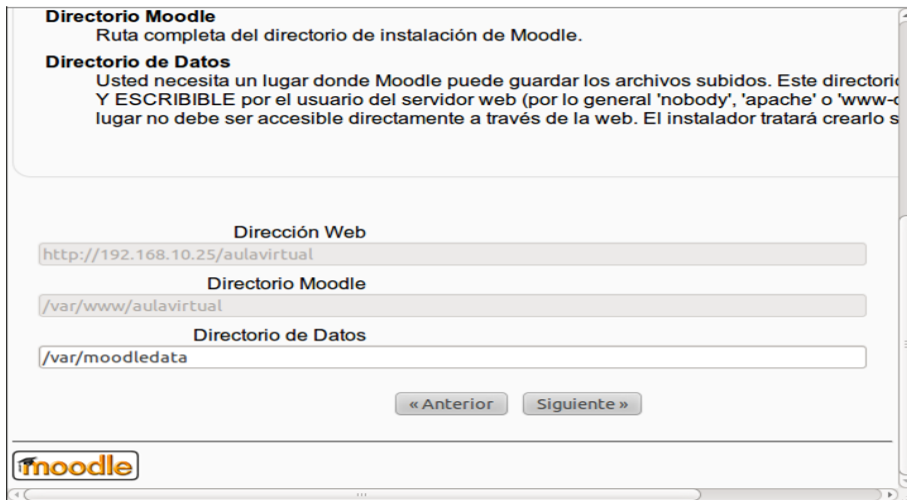 Directorio Moodle
Ruta completa del directorio de instalación de Moodle.
Directorio de Datos
Usted necesita un lugar donde Moodle puede guardar los archivos subidos. Este directorio
Y ESCRIBIBLE por el usuario del servidor web (por lo general 'nobody', 'apache' o 'www-
lugar no debe ser accesible directamente a través de la web. El instalador tratará crearlo s
Dirección Web
http://192.168.10.25/aulavirtual
Directorio Moodle
/var/www/aulavirtual
Directorio de Datos
/var/moodledata
« Anterior
Siguiente »
moodle